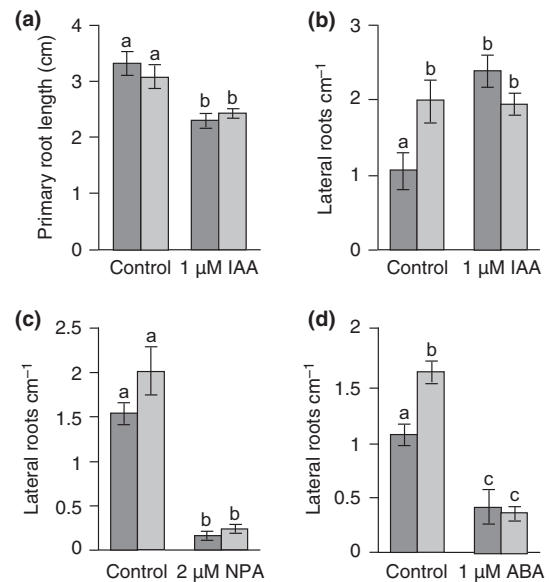 (a)
Primary root length (cm)
4
3
2
1
0
a
a
b
b
Control 1 µM IAA
(b)
Lateral roots cm⁻¹
3
2
1
0
a
b
b
b
Control 1 µM IAA
(c)
Lateral roots cm⁻¹
2.5
2
1.5
1
0.5
0
a
a
b
b
Control 2 µM NPA
(d)
Lateral roots cm⁻¹
2
1.5
1
0.5
0
a
b
c
c
Control 1 µM ABA